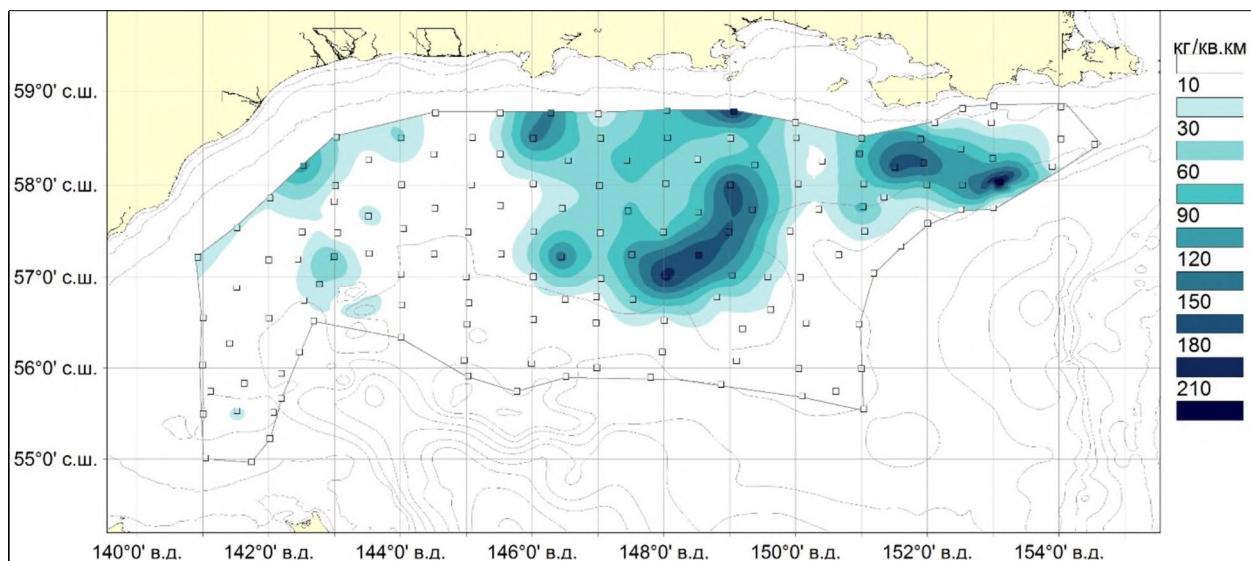 кг/кв.км
10
30
60
90
120
150
180
210
59°0' с.ш.
58°0' с.ш.
57°0' с.ш.
56°0' с.ш.
55°0' с.ш.
140°0' в.д.
142°0' в.д.
144°0' в.д.
146°0' в.д.
148°0' в.д.
150°0' в.д.
152°0' в.д.
154°0' в.д.